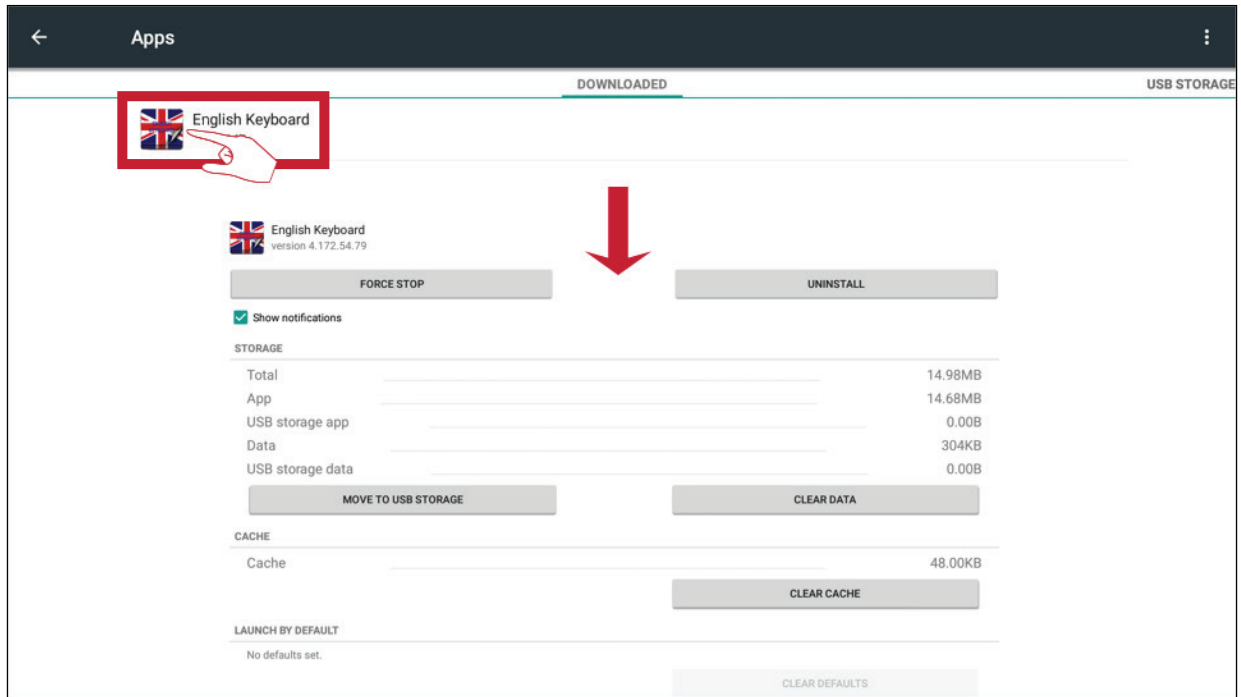 Apps
DOWNLOADED USB STORAGE
English Keyboard
English Keyboard
version 4.172.54.79
FORCE STOP UNINSTALL
Show notifications
STORAGE
Total 14.98MB
App 14.68MB
USB storage app 0.00B
Data 304KB
USB storage data 0.00B
MOVE TO USB STORAGE CLEAR DATA
CACHE
Cache 48.00KB
CLEAR CACHE
LAUNCH BY DEFAULT
No defaults set.
CLEAR DEFAULTS